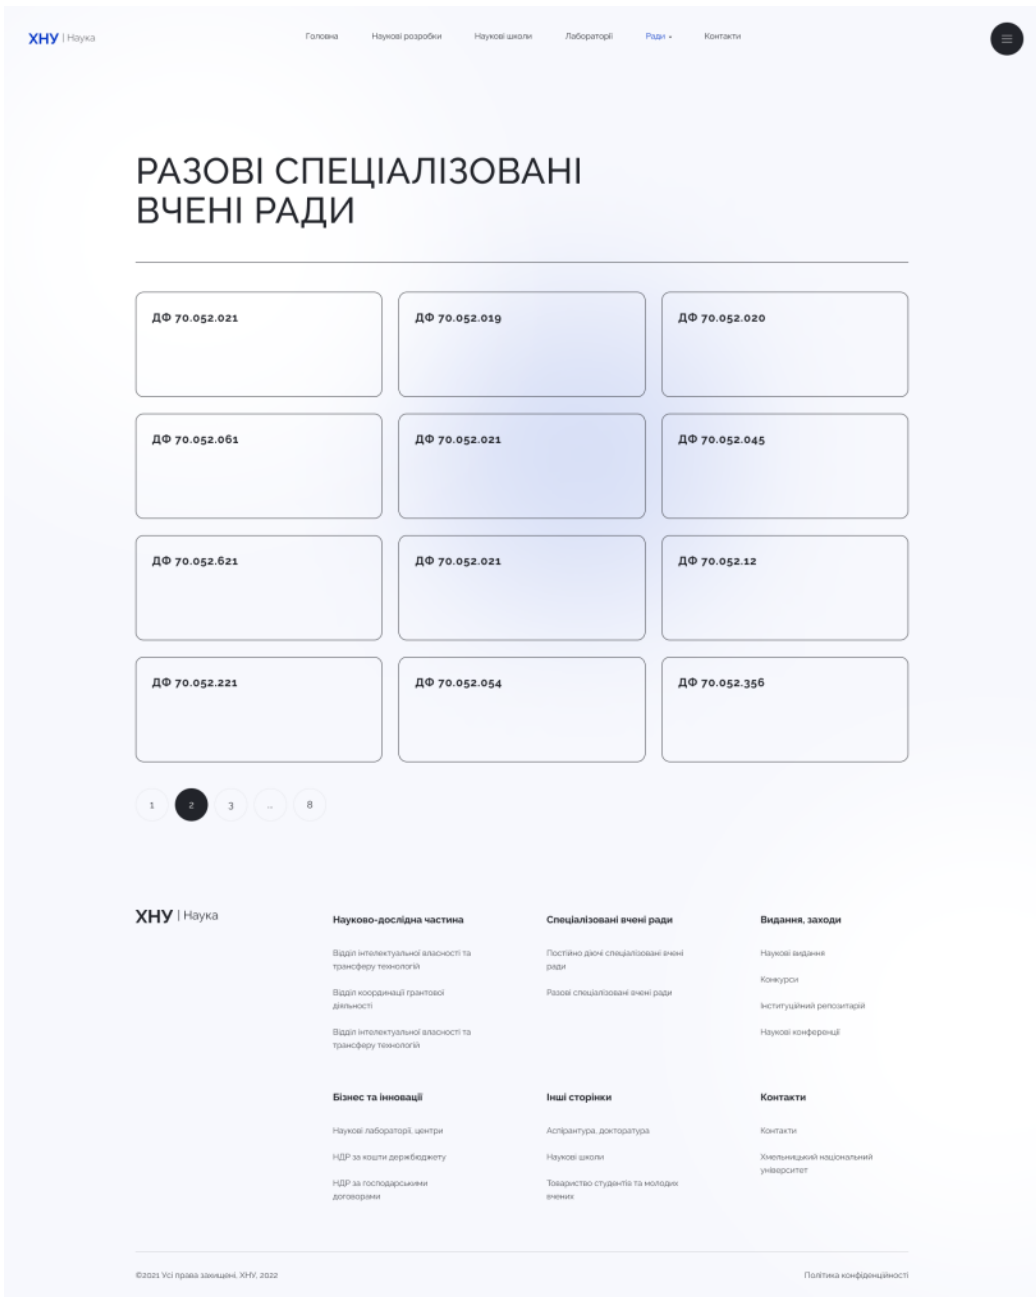 ХНУ | Наука
Головна
Наукові розробки
Наукові школи
Лабораторії
Ради
Контакти
РАЗОВІ СПЕЦІАЛІЗОВАНІ
ВЧЕНІ РАДИ
ДФ 70.052.021
ДФ 70.052.019
ДФ 70.052.020
ДФ 70.052.061
ДФ 70.052.021
ДФ 70.052.045
ДФ 70.052.621
ДФ 70.052.021
ДФ 70.052.12
ДФ 70.052.221
ДФ 70.052.054
ДФ 70.052.356
1
2
3
...
8
ХНУ | Наука
Науково-дослідна частина
Відділ інтелектуальної власності та
трансферу технологій
Відділ координації грантової
діяльності
Відділ інтелектуальної власності та
трансферу технологій
Спеціалізовані вчені ради
Постійно діючі спеціалізовані вчені
ради
Разові спеціалізовані вчені ради
Видання, заходи
Наукові видання
Конкурси
Інституційний репозитарій
Наукові конференції
Бізнес та інновації
Наукові лабораторії, центри
НДР за кошти держбюджету
НДР за господарськими
договорами
Інші сторінки
Аспірантура, докторатура
Наукові школи
Товариство студентів та молодих
вчених
Контакти
Контакти
Хмельницький національний
університет
©2021 Усі права захищені. ХНУ, 2022
Політика конфіденційності